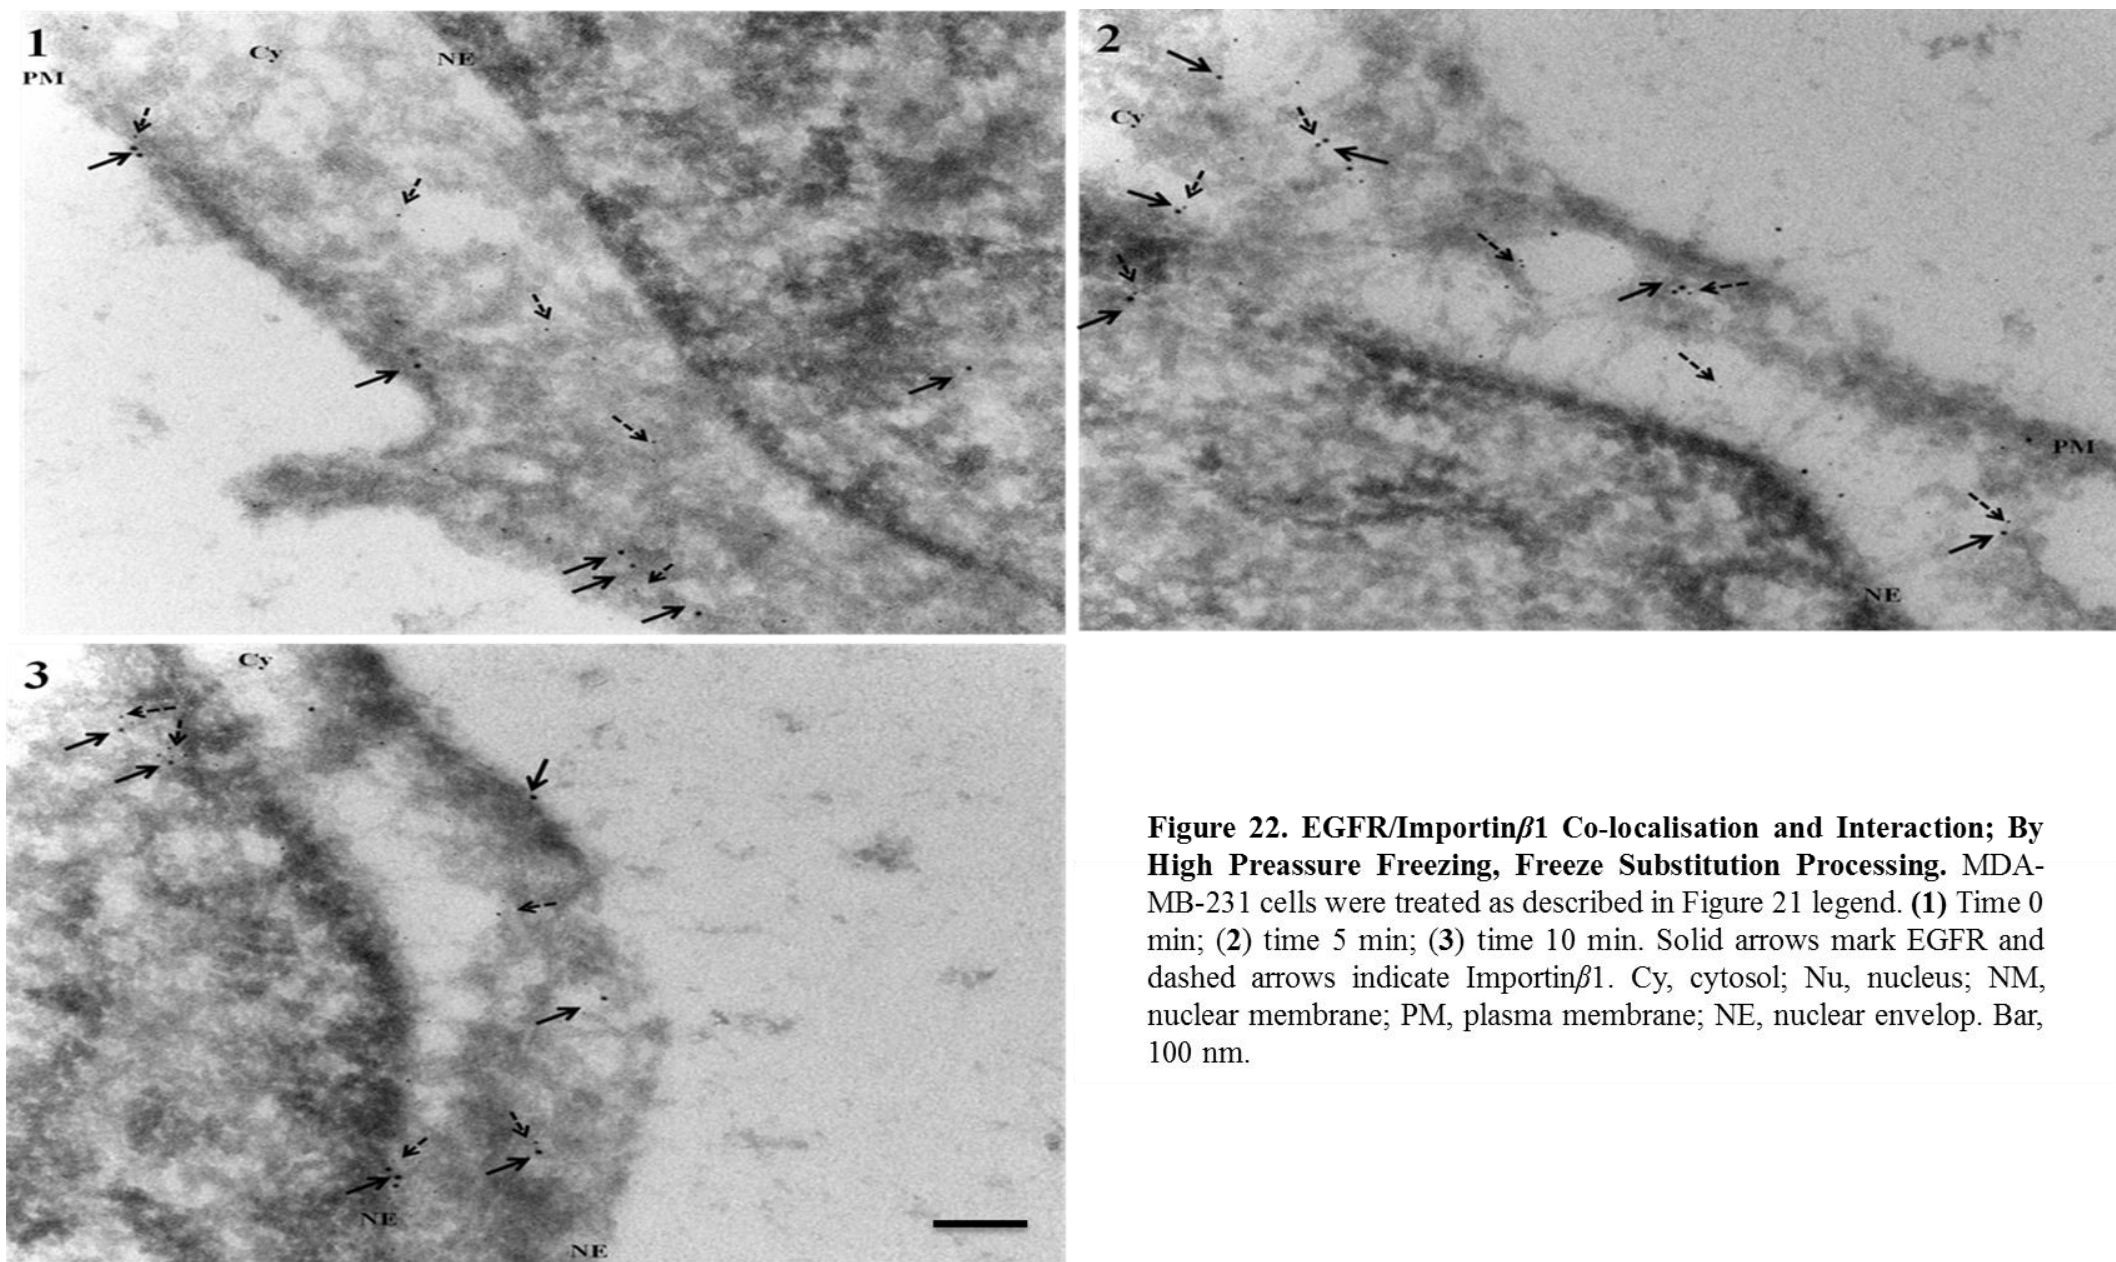 1
PM
Cy
NE
2
Cy
PM
NE
3
Cy
NE
NE
Figure 22. EGFR/Importinβ1 Co-localisation and Interaction; By
High Preassure Freezing, Freeze Substitution Processing. MDA-
MB-231 cells were treated as described in Figure 21 legend. (1) Time 0
min; (2) time 5 min; (3) time 10 min. Solid arrows mark EGFR and
dashed arrows indicate Importinβ1. Cy, cytosol; Nu, nucleus; NM,
nuclear membrane; PM, plasma membrane; NE, nuclear envelop. Bar,
100 nm.